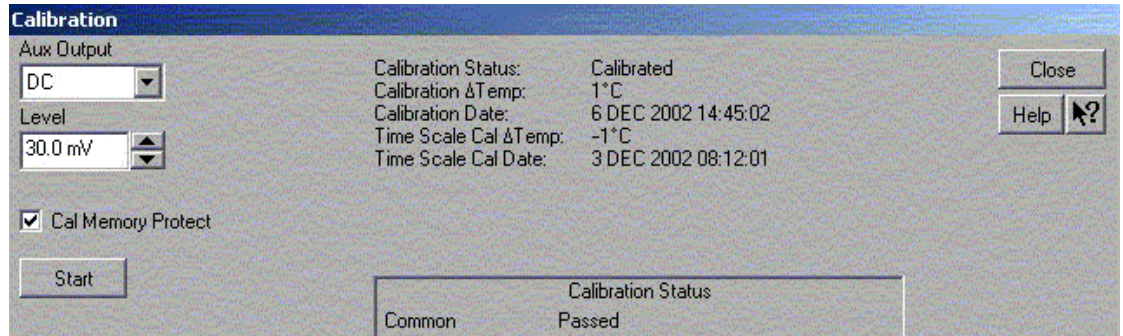 Calibration
Aux Output
DC
Level
30.0 mV
Cal Memory Protect
Start
Calibration Status: Calibrated
Calibration ΔTemp: 1°C
Calibration Date: 6 DEC 2002 14:45:02
Time Scale Cal ΔTemp: -1°C
Time Scale Cal Date: 3 DEC 2002 08:12:01
Close
Help
?
Calibration Status
Common Passed